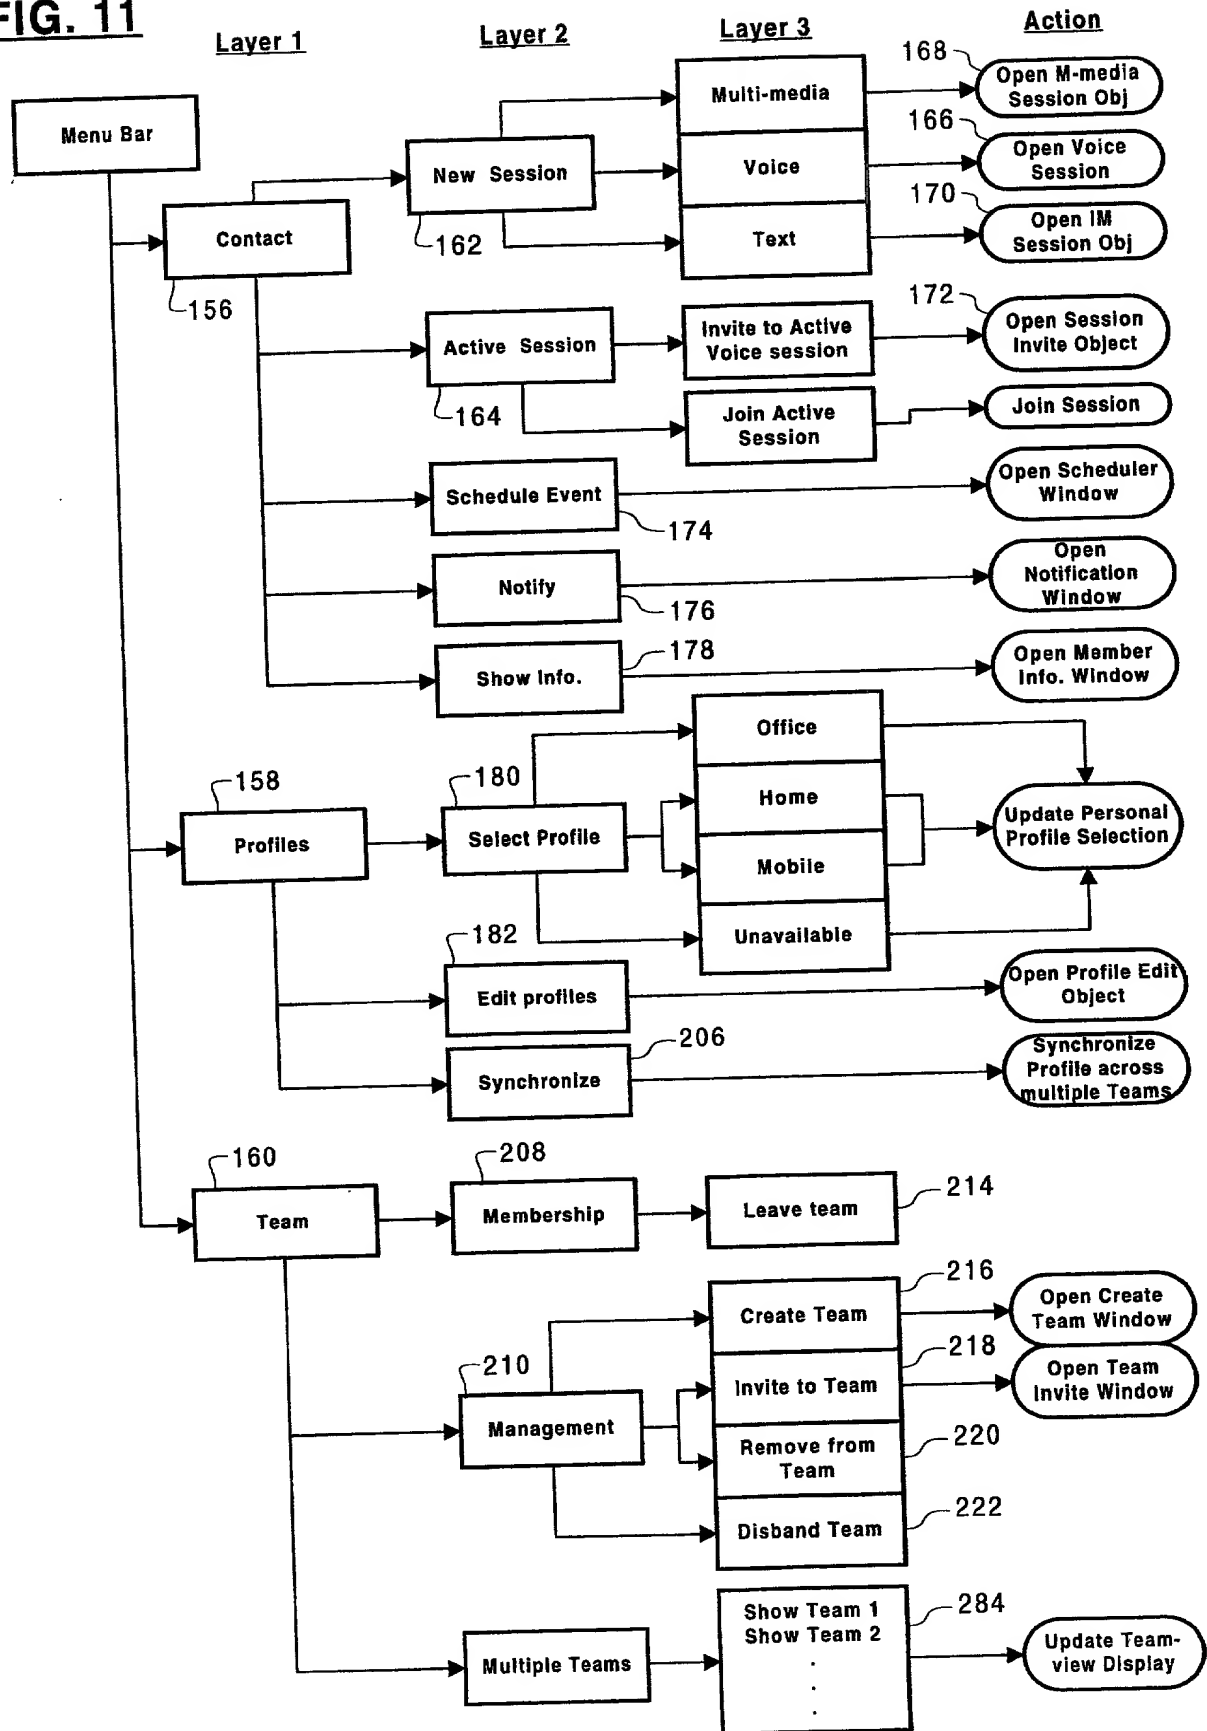 FIG. 11
Layer 1
Layer 2
Layer 3
Action
Menu Bar
Contact
156
New Session
162
Multi-media
Voice
Text
168
Open M-media
Session Obj
166
Open Voice
Session
170
Open IM
Session Obj
Active Session
164
Invite to Active
Voice session
172
Open Session
Invite Object
Join Active
Session
Join Session
Schedule Event
174
Open Scheduler
Window
Notify
176
Open
Notification
Window
Show Info.
178
Open Member
Info. Window
158
Profiles
180
Select Profile
Office
Home
Mobile
Unavailable
Update Personal
Profile Selection
182
Edit profiles
Open Profile Edit
Object
206
Synchronize
Synchronize
Profile across
multiple Teams
160
Team
208
Membership
Leave team
214
210
Management
216
Create Team
Open Create
Team Window
218
Invite to Team
Open Team
Invite Window
Remove from
Team
220
Disband Team
222
Multiple Teams
Show Team 1
Show Team 2
.
.
.
284
Update Team-
view Display